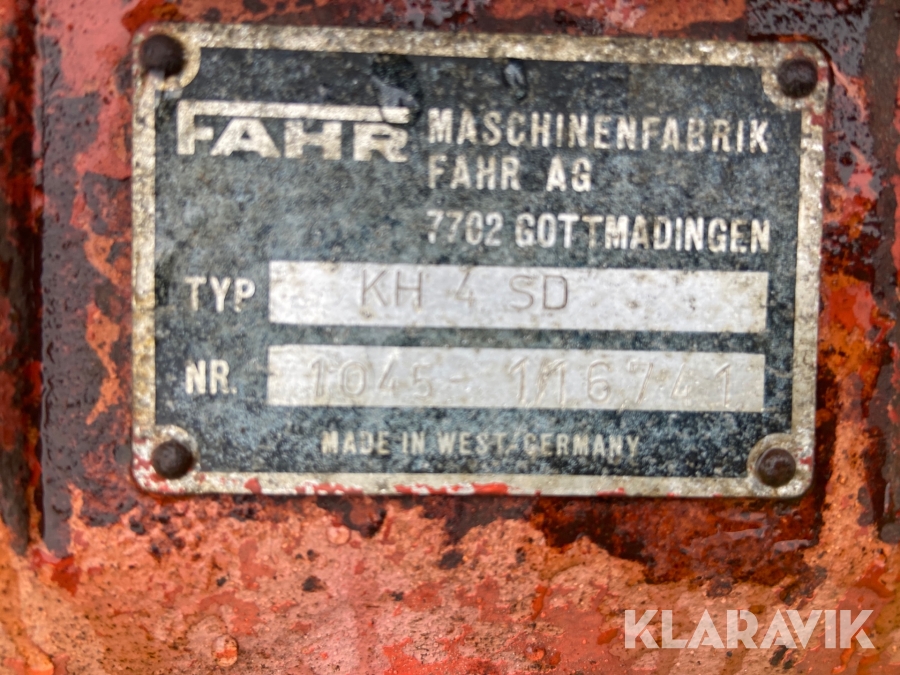 FAHR
MASCHINENFABRIK
FAHR AG
7702 GOTTMADINGEN
TYP KH 4 SD
NR. 1045-116741
MADE IN WEST-GERMANY
KLARAVIK